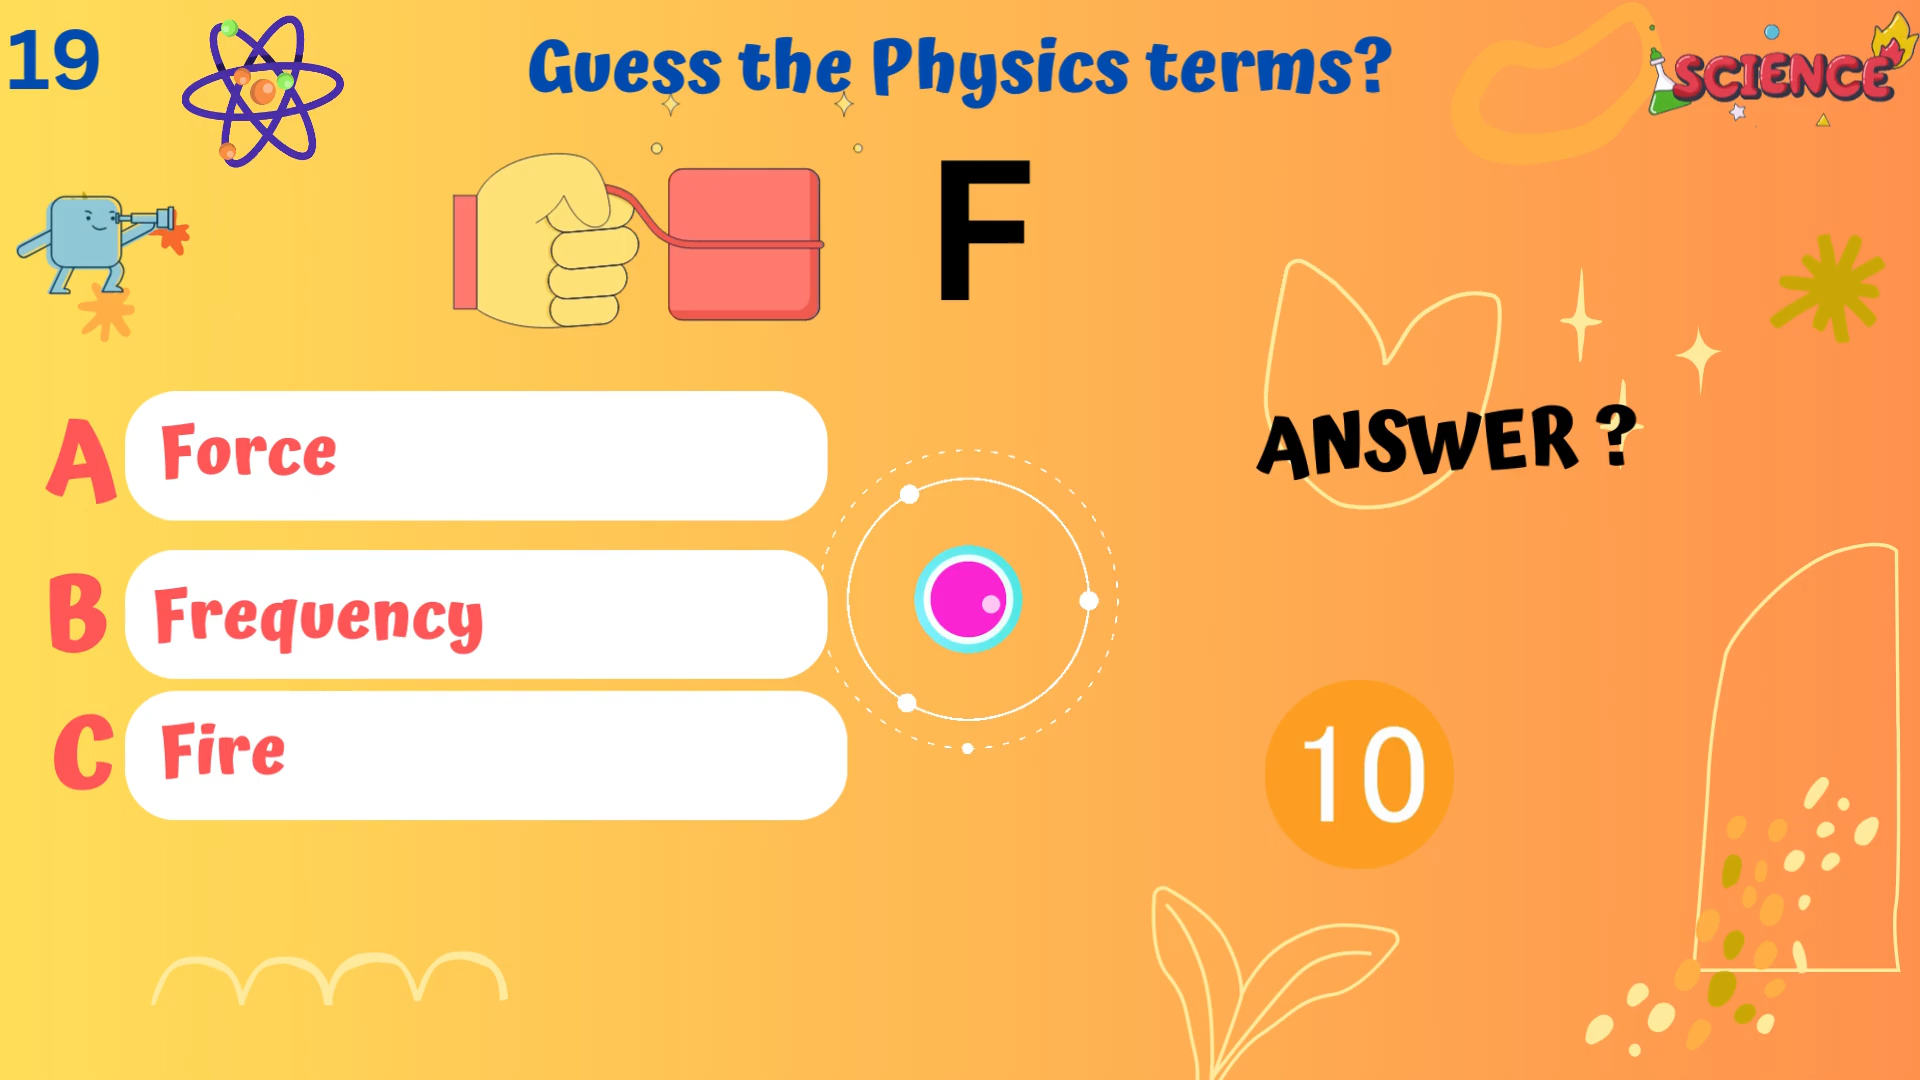 19
Guess the Physics terms?
SCIENCE
F
A Force
ANSWER ?
B Frequency
C Fire
10